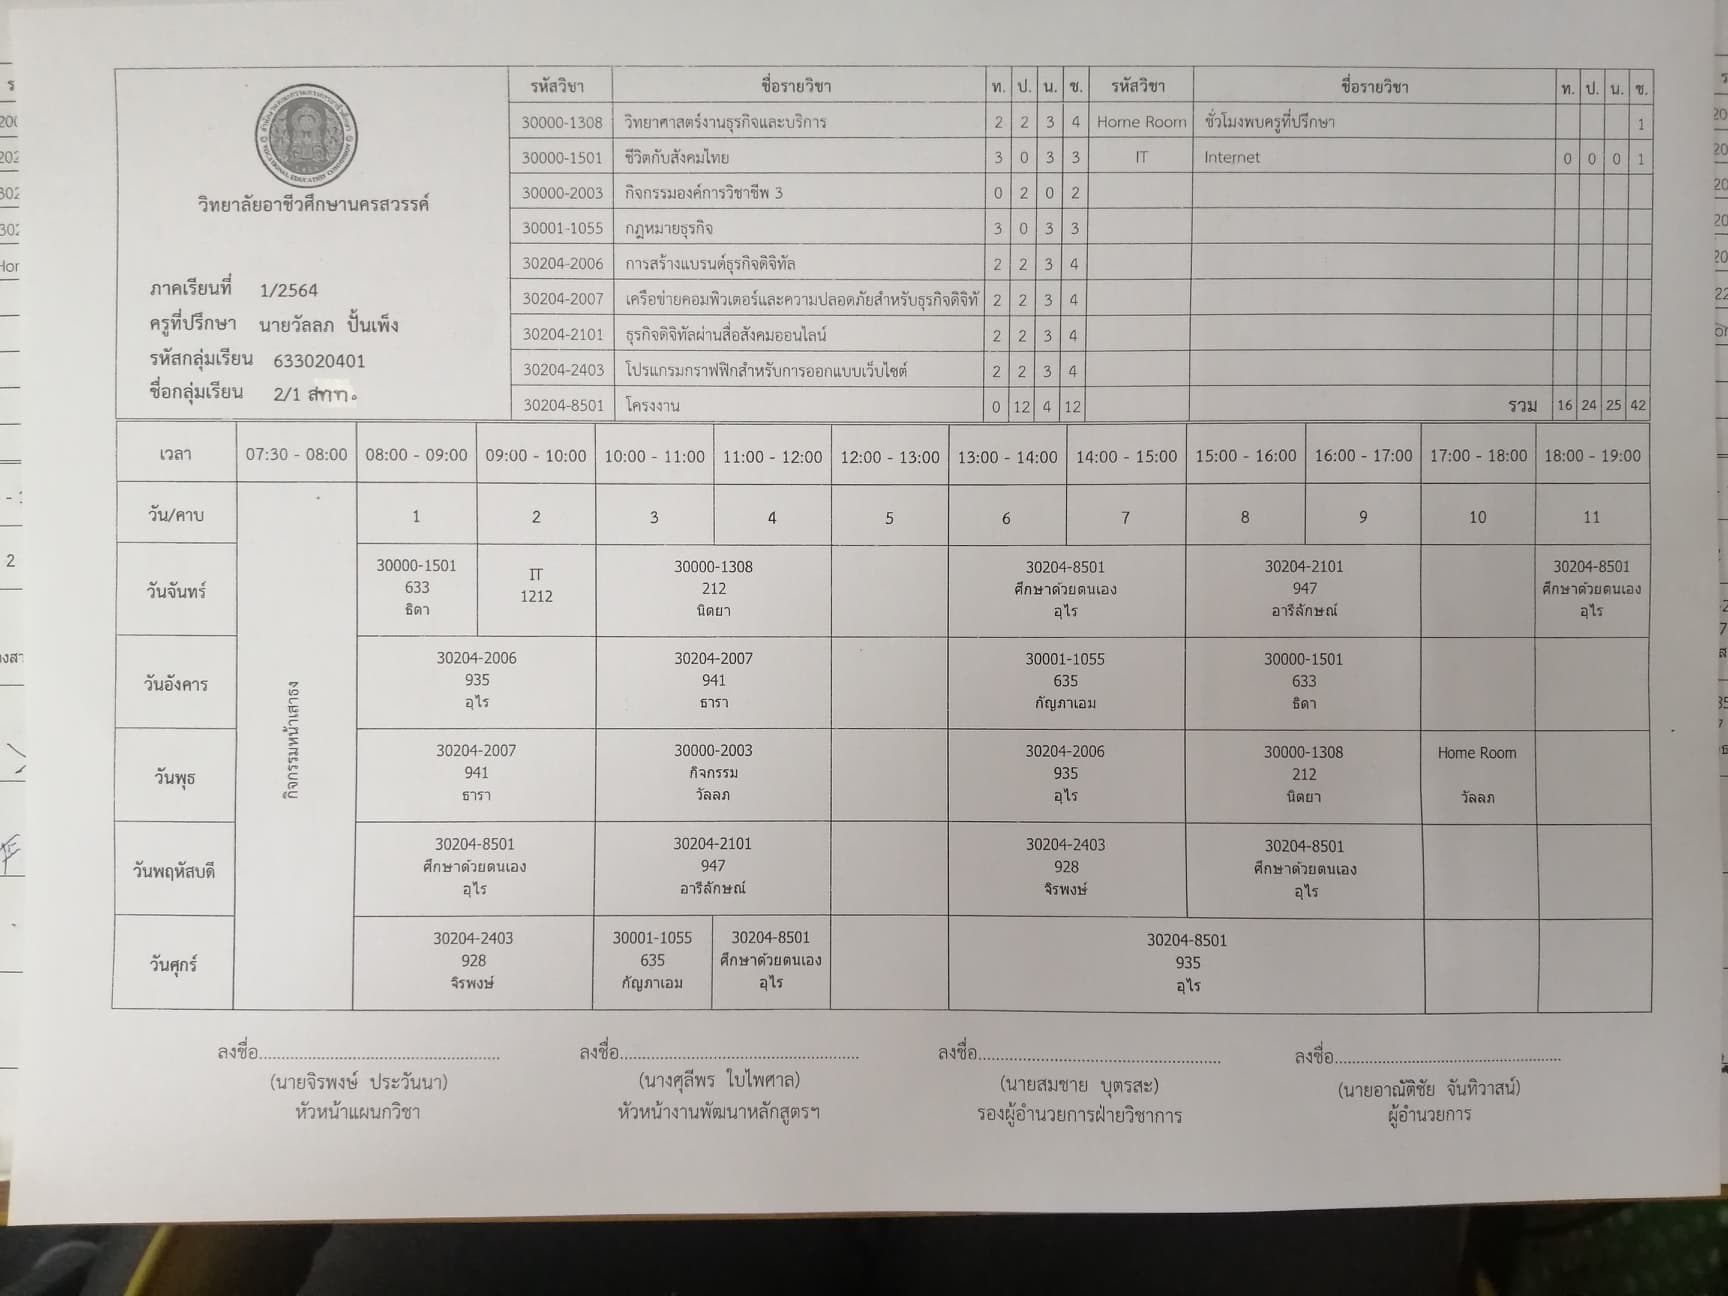 วิทยาลัยอาชีวศึกษานครสวรรค์
ภาคเรียนที่ 1/2564
ครูที่ปรึกษา นายวัลลภ ปั้นเพ็ง
รหัสกลุ่มเรียน 633020401
ชื่อกลุ่มเรียน 2/1 สทท.
รหัสวิชา ชื่อรายวิชา ท. ป. น. ช. รหัสวิชา ชื่อรายวิชา ท. ป. น. ช.
30000-1308 วิทยาศาสตร์งานธุรกิจและบริการ 2 2 3 4 Home Room ชั่วโมงพบครูที่ปรึกษา 1
30000-1501 ชีวิตกับสังคมไทย 3 0 3 3 IT Internet 0 0 0 1
30000-2003 กิจกรรมองค์การวิชาชีพ 3 0 2 0 2
30001-1055 กฎหมายธุรกิจ 3 0 3 3
30204-2006 การสร้างแบรนด์ธุรกิจดิจิทัล 2 2 3 4
30204-2007 เครือข่ายคอมพิวเตอร์และความปลอดภัยสำหรับธุรกิจดิจิทั 2 2 3 4
30204-2101 ธุรกิจดิจิทัลผ่านสื่อสังคมออนไลน์ 2 2 3 4
30204-2403 โปรแกรมกราฟฟิกสำหรับการออกแบบเว็บไซต์ 2 2 3 4
30204-8501 โครงงาน 0 12 4 12 รวม 16 24 25 42
เวลา 07:30 - 08:00 08:00 - 09:00 09:00 - 10:00 10:00 - 11:00 11:00 - 12:00 12:00 - 13:00 13:00 - 14:00 14:00 - 15:00 15:00 - 16:00 16:00 - 17:00 17:00 - 18:00 18:00 - 19:00
วัน/คาบ 1 2 3 4 5 6 7 8 9 10 11
กิจกรรมหน้าเสาธง
30000-1501 IT 30000-1308 30204-8501 30204-2101 30204-8501
วันจันทร์ 633 1212 212 ศึกษาด้วยตนเอง 947 ศึกษาด้วยตนเอง
ธิดา นิตยา อุไร อารีลักษณ์ อุไร
30204-2006 30204-2007 30001-1055 30000-1501
วันอังคาร 935 941 635 633
อุไร ธารา กัญภาเอม ธิดา
30204-2007 30000-2003 30204-2006 30000-1308 Home Room
วันพุธ 941 กิจกรรม 935 212
ธารา วัลลภ อุไร นิตยา วัลลภ
30204-8501 30204-2101 30204-2403 30204-8501
วันพฤหัสบดี ศึกษาด้วยตนเอง 947 928 ศึกษาด้วยตนเอง
อุไร อารีลักษณ์ จิรพงษ์ อุไร
30204-2403 30001-1055 30204-8501 30204-8501
วันศุกร์ 928 635 ศึกษาด้วยตนเอง 935
จิรพงษ์ กัญภาเอม อุไร อุไร
ลงชื่อ........ ลงชื่อ........ ลงชื่อ........ ลงชื่อ........
(นายจิรพงษ์ ประวันนา) (นางศุลีพร ใบไพศาล) (นายสมชาย บุตรสะ) (นายอาณัติชัย จันทิวาสน์)
หัวหน้าแผนกวิชา หัวหน้างานพัฒนาหลักสูตรฯ รองผู้อำนวยการฝ่ายวิชาการ ผู้อำนวยการ